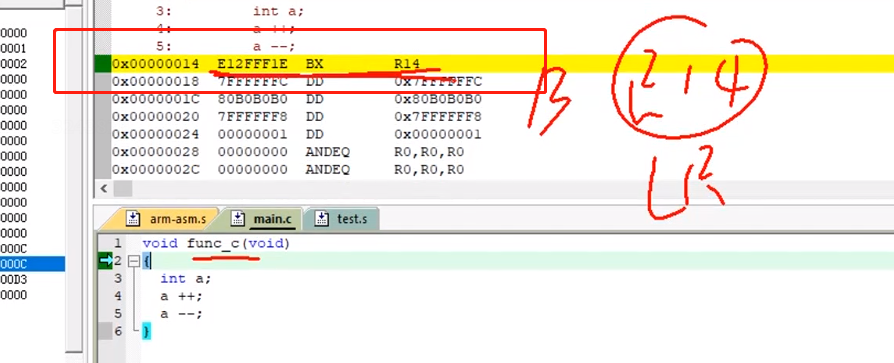 0000
3: int a;
0001
4: a ++;
0000
5: a --;
0002
0x00000014 E12FFF1E BX R14
0000
0x00000018 7FFFFFFC DD 0x7FFFFFFC
0000
0x0000001C 80B0B0B0 DD 0x80B0B0B0
0000
0x00000020 7FFFFFF8 DD 0x7FFFFFF8
0000
0x00000024 00000001 DD 0x00000001
0000
0x00000028 00000000 ANDEQ R0,R0,R0
0000
0x0000002C 00000000 ANDEQ R0,R0,R0
B R14
LR
0000
0000
0000
arm-asm.s main.c test.s
000C
1 void func_c(void)
000C
2 {
00D3
3 int a;
0000
4 a ++;
5 a --;
6 }